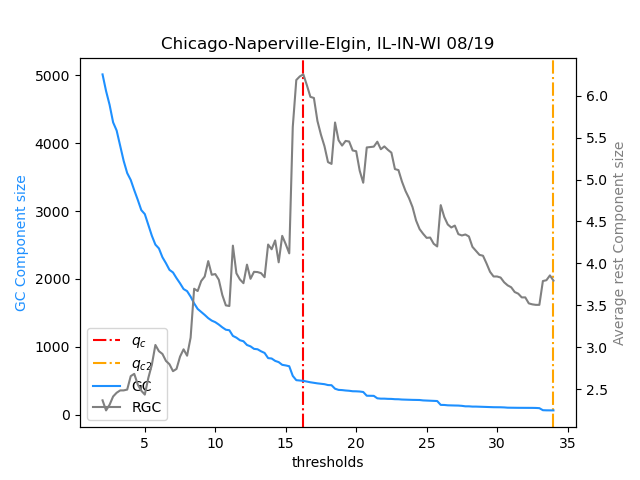 Chicago-Naperville-Elgin, IL-IN-WI 08/19
GC Component size
5000
4000
3000
2000
1000
0
6.0
5.5
5.0
4.5
4.0
3.5
3.0
2.5
Average rest Component size
q_c
q_c2
GC
RGC
5 10 15 20 25 30 35
thresholds